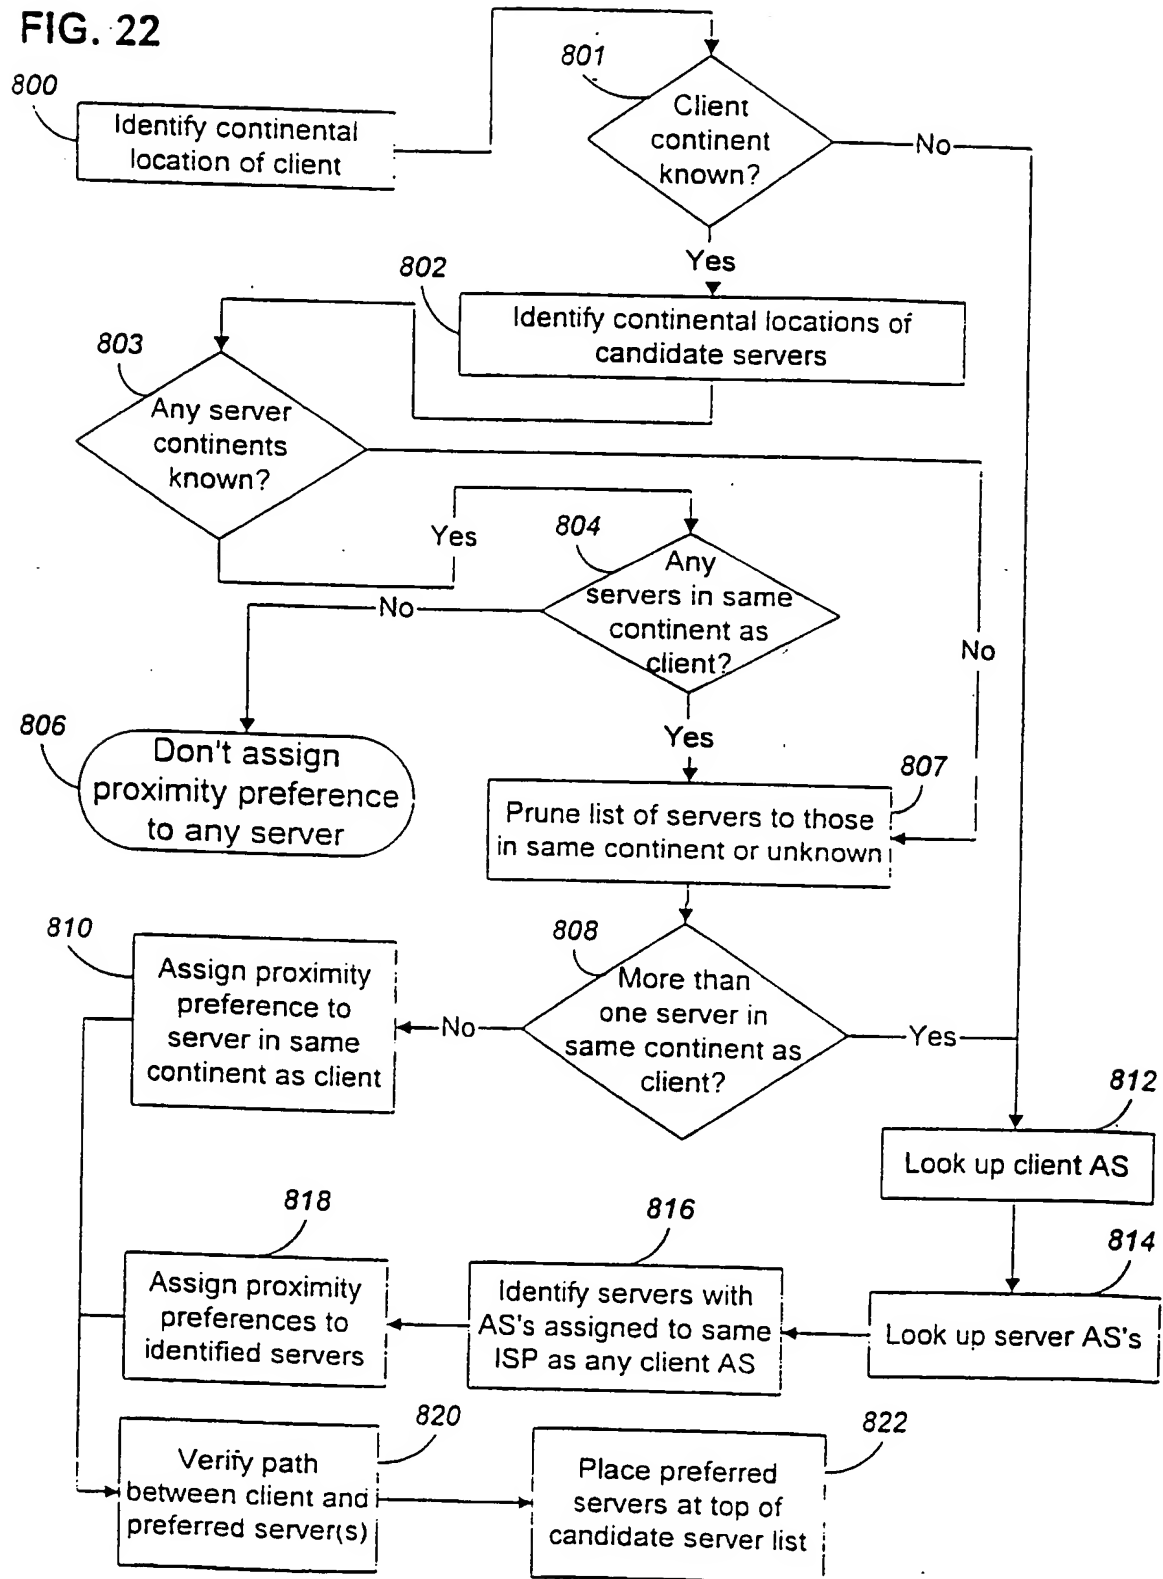 FIG. 22
800
Identify continental
location of client
801
Client
continent
known?
No
Yes
802
Identify continental locations of
candidate servers
803
Any server
continents
known?
Yes
804
Any
servers in same
continent as
client?
No
No
Yes
806
Don't assign
proximity preference
to any server
807
Prune list of servers to those
in same continent or unknown
808
More than
one server in
same continent as
client?
No
Yes
810
Assign proximity
preference to
server in same
continent as client
812
Look up client AS
814
Look up server AS's
816
Identify servers with
AS's assigned to same
ISP as any client AS
818
Assign proximity
preferences to
identified servers
820
Verify path
between client and
preferred server(s)
822
Place preferred
servers at top of
candidate server list